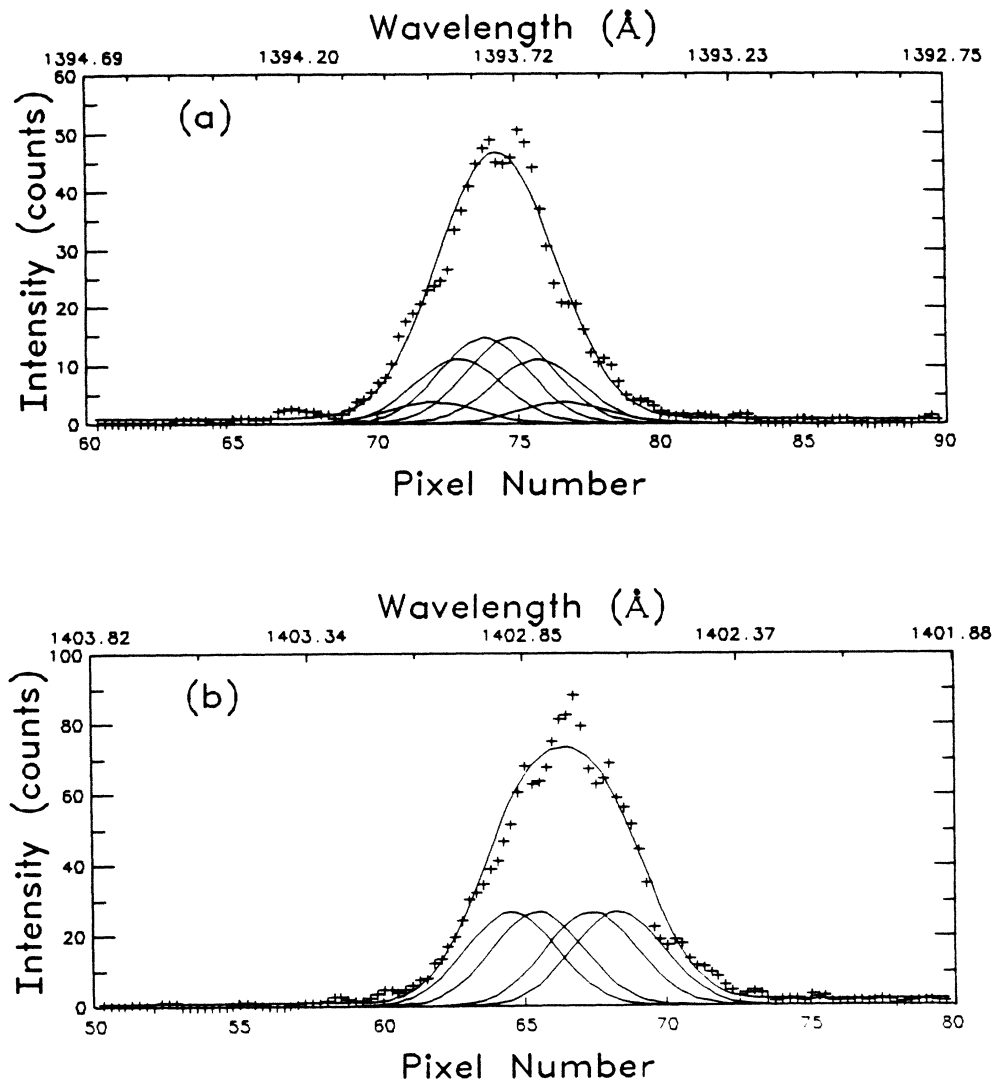 Wavelength (Å)
1394.69 1394.20 1393.72 1393.23 1392.75
(a)
60
50
40
30
20
10
0
Intensity (counts)
60 65 70 75 80 85 90
Pixel Number
Wavelength (Å)
1403.82 1403.34 1402.85 1402.37 1401.88
(b)
100
80
60
40
20
0
Intensity (counts)
50 55 60 65 70 75 80
Pixel Number